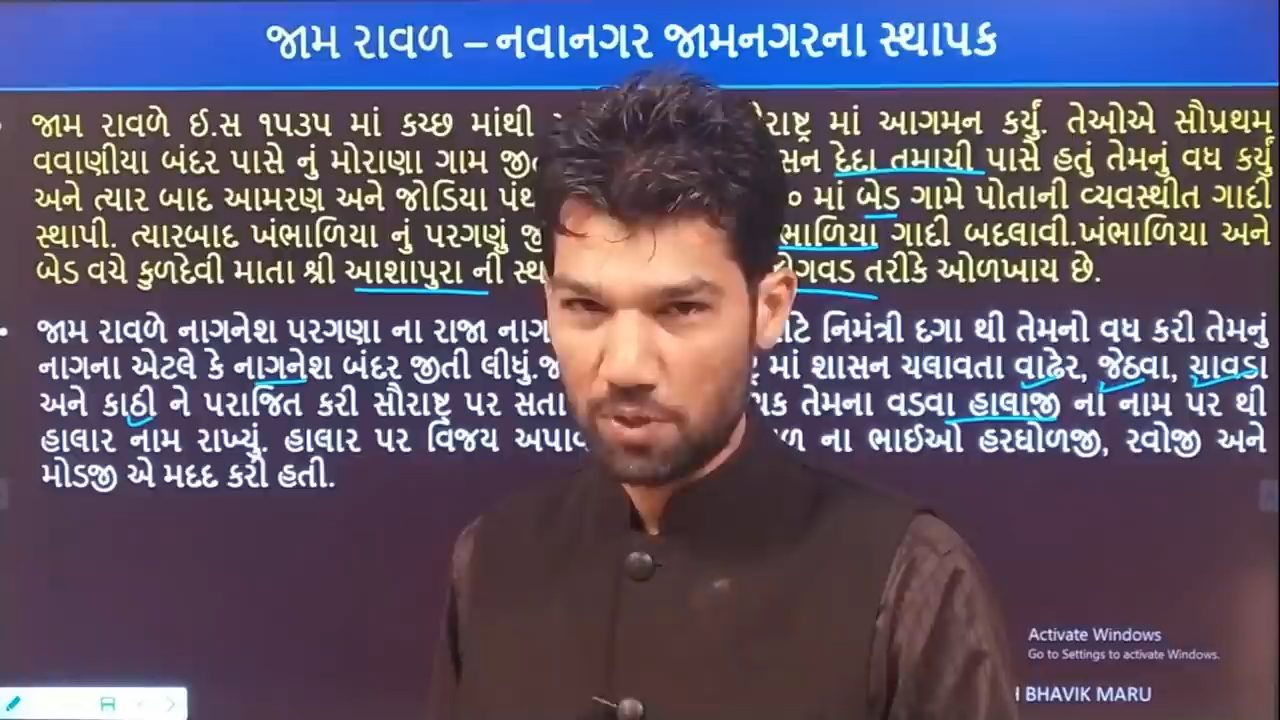 જામ રાવળ – નવાનગર જામનગરના સ્થાપક
જામ રાવળે ઈ.સ ૧૫૩૫ માં કચ્છ માંથી માં આગમન કર્યું. તેઓએ સૌપ્રથમ
વવાણીયા બંદર પાસે નું મોરાણા ગામ દેદા તમાચી પાસે હતું તેમનું વધ કર્યું
અને ત્યાર બાદ આમરણ અને જોડિયા માં બેડ ગામે પોતાની વ્યવસ્થીત ગાદી
સ્થાપી. ત્યારબાદ ખંભાળિયા નું પરગણું ગાદી બદલાવી.ખંભાળિયા અને
બેડ વચે કુળદેવી માતા શ્રી આશાપુરા ની તરીકે ઓળખાય છે.
જામ રાવળે નાગનેશ પરગણા ના રાજા નિમંત્રી દગા થી તેમનો વધ કરી તેમનું
નાગના એટલે કે નાગનેશ બંદર જીતી લીધું. માં શાસન ચલાવતા વાઢેર, જેઠવા, ચાવડા
અને કાઠી ને પરાજિત કરી સૌરાષ્ટ્ર પર તેમના વડવા હાલાજી ના નામ પર થી
હાલાર નામ રાખ્યું. હાલાર પર વિજય ના ભાઈઓ હરધોળજી, રવોજી અને
મોડજી એ મદદ કરી હતી.
Activate Windows
Go to Settings to activate Windows.
BHAVIK MARU